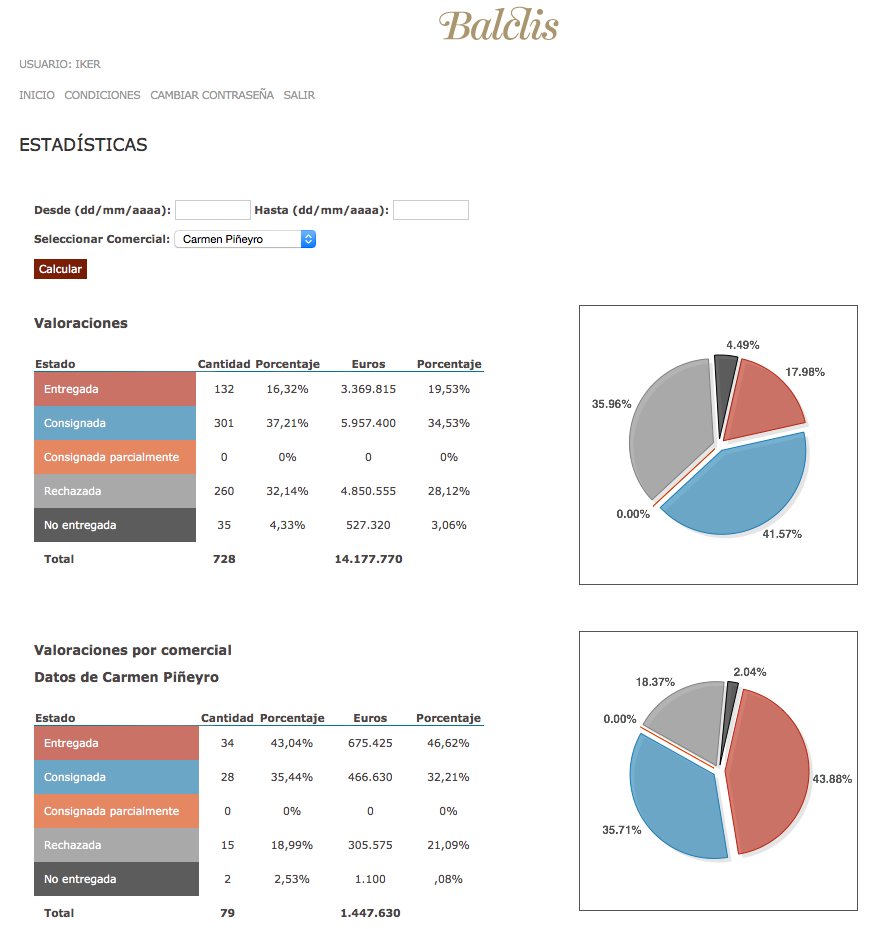 Baldis
USUARIO: IKER
INICIO CONDICIONES CAMBIAR CONTRASEÑA SALIR
ESTADÍSTICAS
Desde (dd/mm/aaaa): Hasta (dd/mm/aaaa):
Seleccionar Comercial: Carmen Piñeyro
Calcular
Valoraciones
Estado Cantidad Porcentaje Euros Porcentaje
Entregada 132 16,32% 3.369.815 19,53%
Consignada 301 37,21% 5.957.400 34,53%
Consignada parcialmente 0 0% 0 0%
Rechazada 260 32,14% 4.850.555 28,12%
No entregada 35 4,33% 527.320 3,06%
Total 728 14.177.770
4.49%
17.98%
35.96%
0.00%
41.57%
Valoraciones por comercial
Datos de Carmen Piñeyro
Estado Cantidad Porcentaje Euros Porcentaje
Entregada 34 43,04% 675.425 46,62%
Consignada 28 35,44% 466.630 32,21%
Consignada parcialmente 0 0% 0 0%
Rechazada 15 18,99% 305.575 21,09%
No entregada 2 2,53% 1.100 ,08%
Total 79 1.447.630
2.04%
18.37%
0.00%
43.88%
35.71%